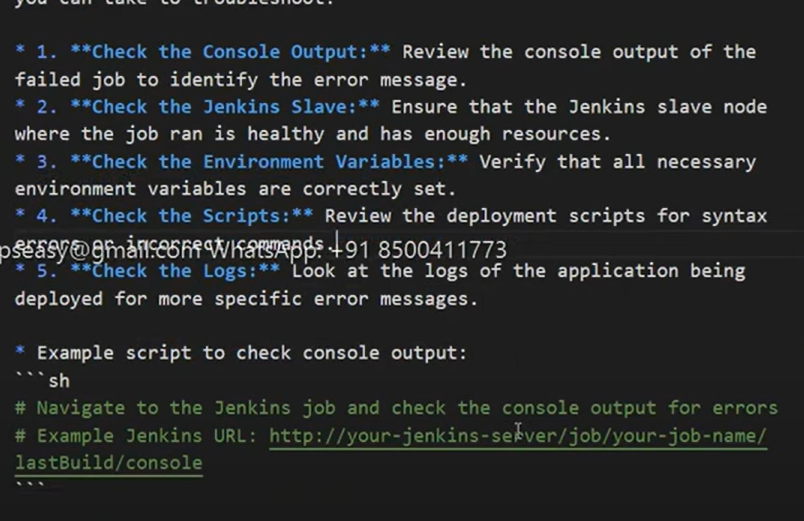 you can take to troubleshoot:
* 1. **Check the Console Output:** Review the console output of the
failed job to identify the error message.
* 2. **Check the Jenkins Slave:** Ensure that the Jenkins slave node
where the job ran is healthy and has enough resources.
* 3. **Check the Environment Variables:** Verify that all necessary
environment variables are correctly set.
* 4. **Check the Scripts:** Review the deployment scripts for syntax
errors or incorrect commands.
pseasy@gmail.com WhatsApp: +91 8500411773
* 5. **Check the Logs:** Look at the logs of the application being
deployed for more specific error messages.
* Example script to check console output:
```sh
# Navigate to the Jenkins job and check the console output for errors
# Example Jenkins URL: http://your-jenkins-server/job/your-job-name/
lastBuild/console
```